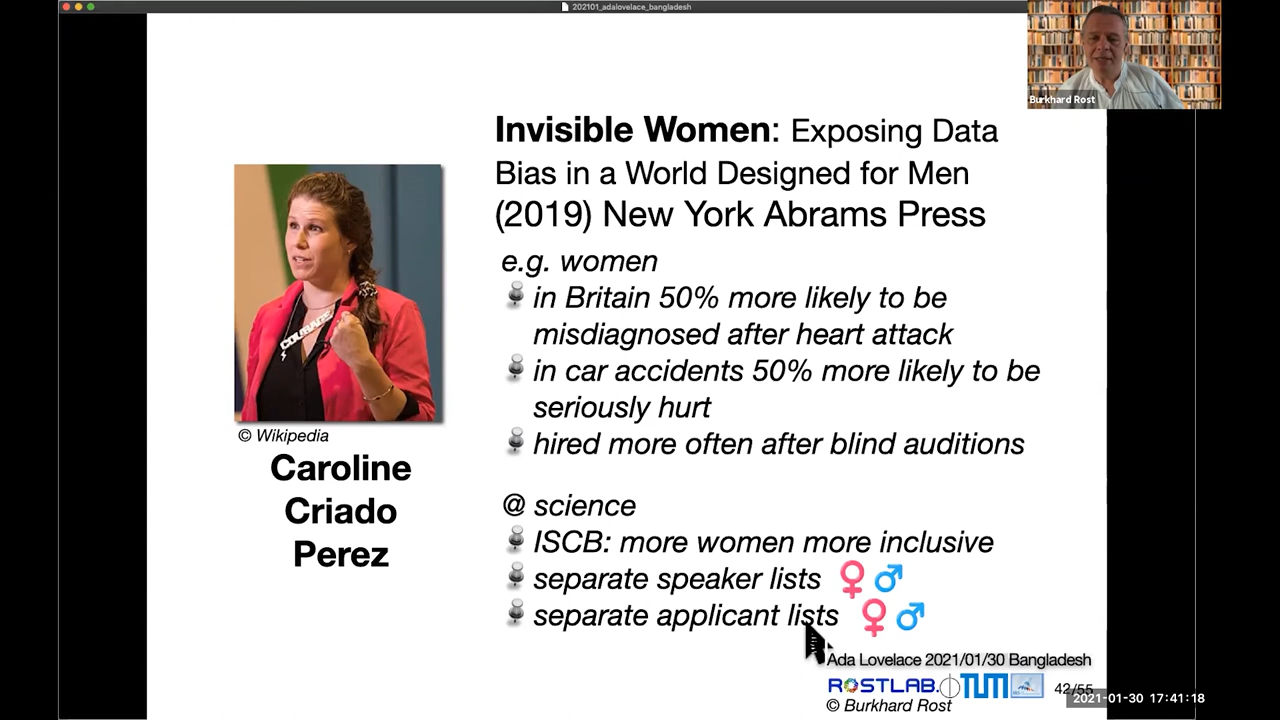 202101_adalovelace_bangladesh
Burkhard Rost
Invisible Women: Exposing Data
Bias in a World Designed for Men
(2019) New York Abrams Press
e.g. women
in Britain 50% more likely to be
misdiagnosed after heart attack
in car accidents 50% more likely to be
seriously hurt
hired more often after blind auditions
COURAGE
© Wikipedia
Caroline
Criado
Perez
@ science
ISCB: more women more inclusive
separate speaker lists ♀ ♂
separate applicant lists ♀ ♂
Ada Lovelace 2021/01/30 Bangladesh
ROSTLAB. TUM
42/55
© Burkhard Rost
2021-01-30 17:41:18